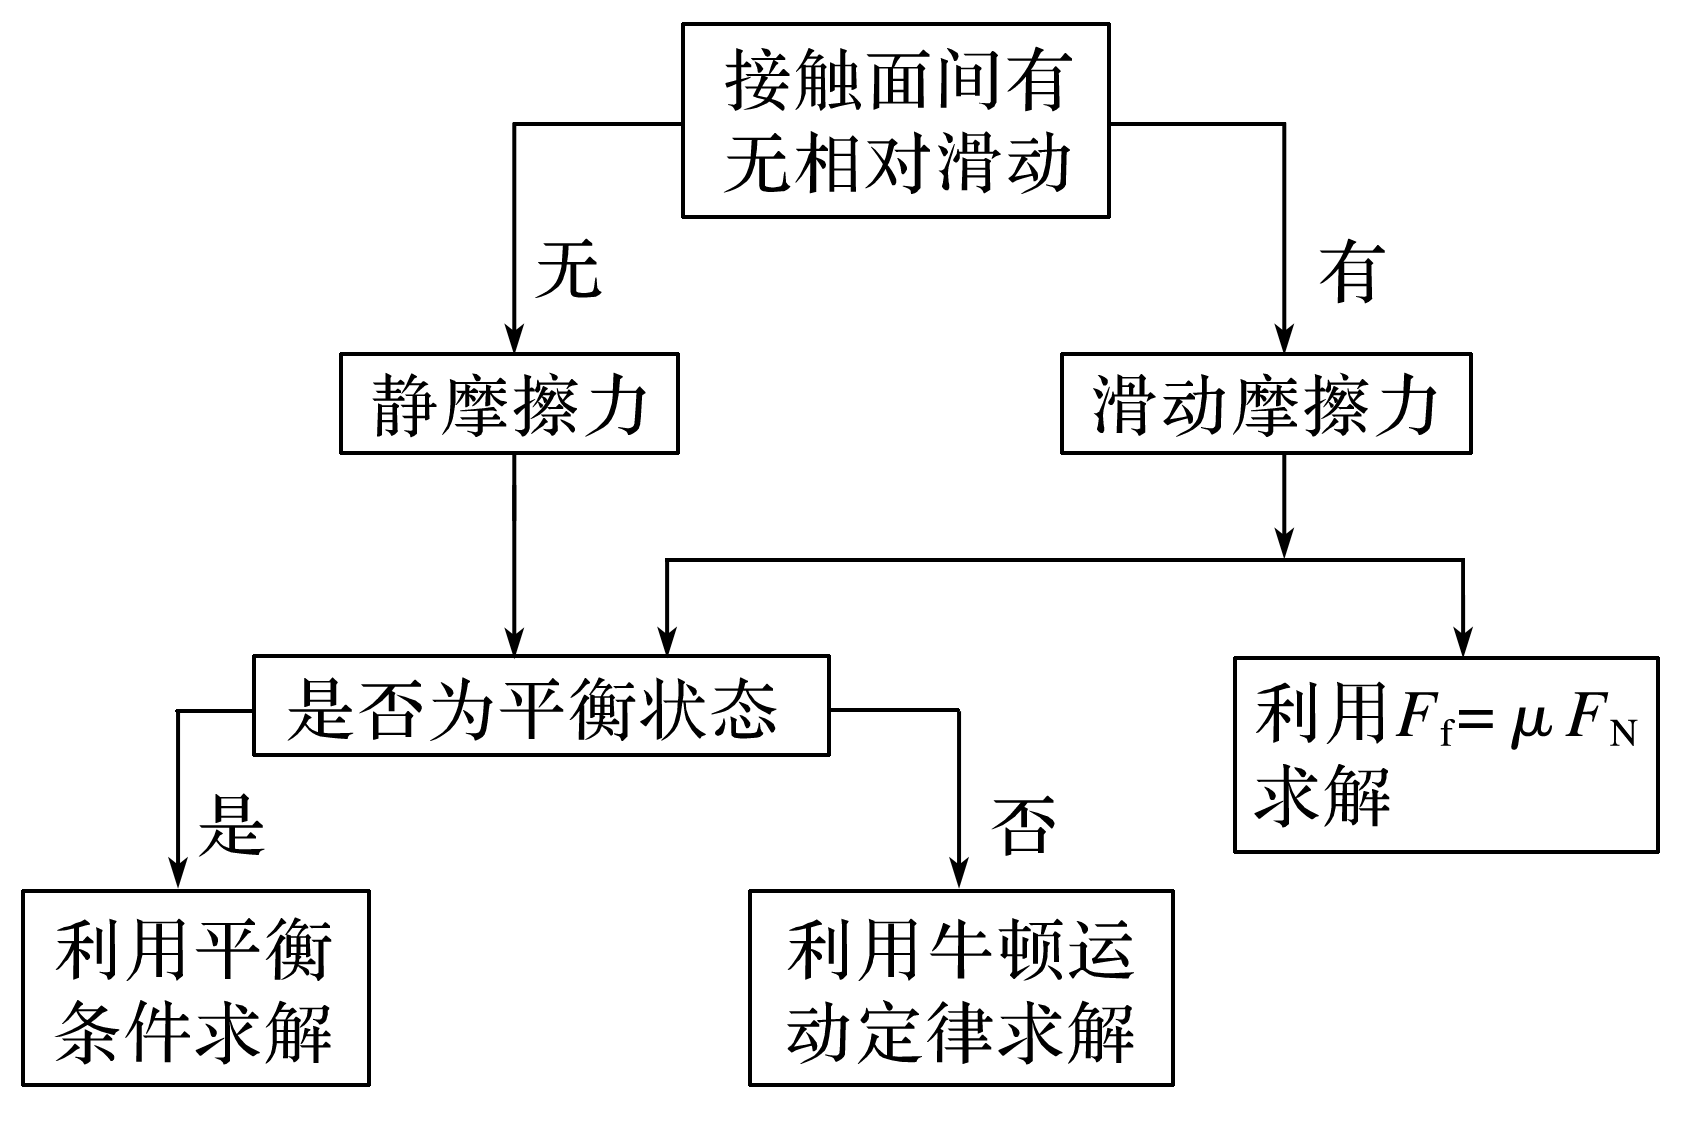 接触面间有
无相对滑动
无
有
静摩擦力
滑动摩擦力
是否为平衡状态
利用F_f=μF_N
求解
是
否
利用平衡
条件求解
利用牛顿运
动定律求解